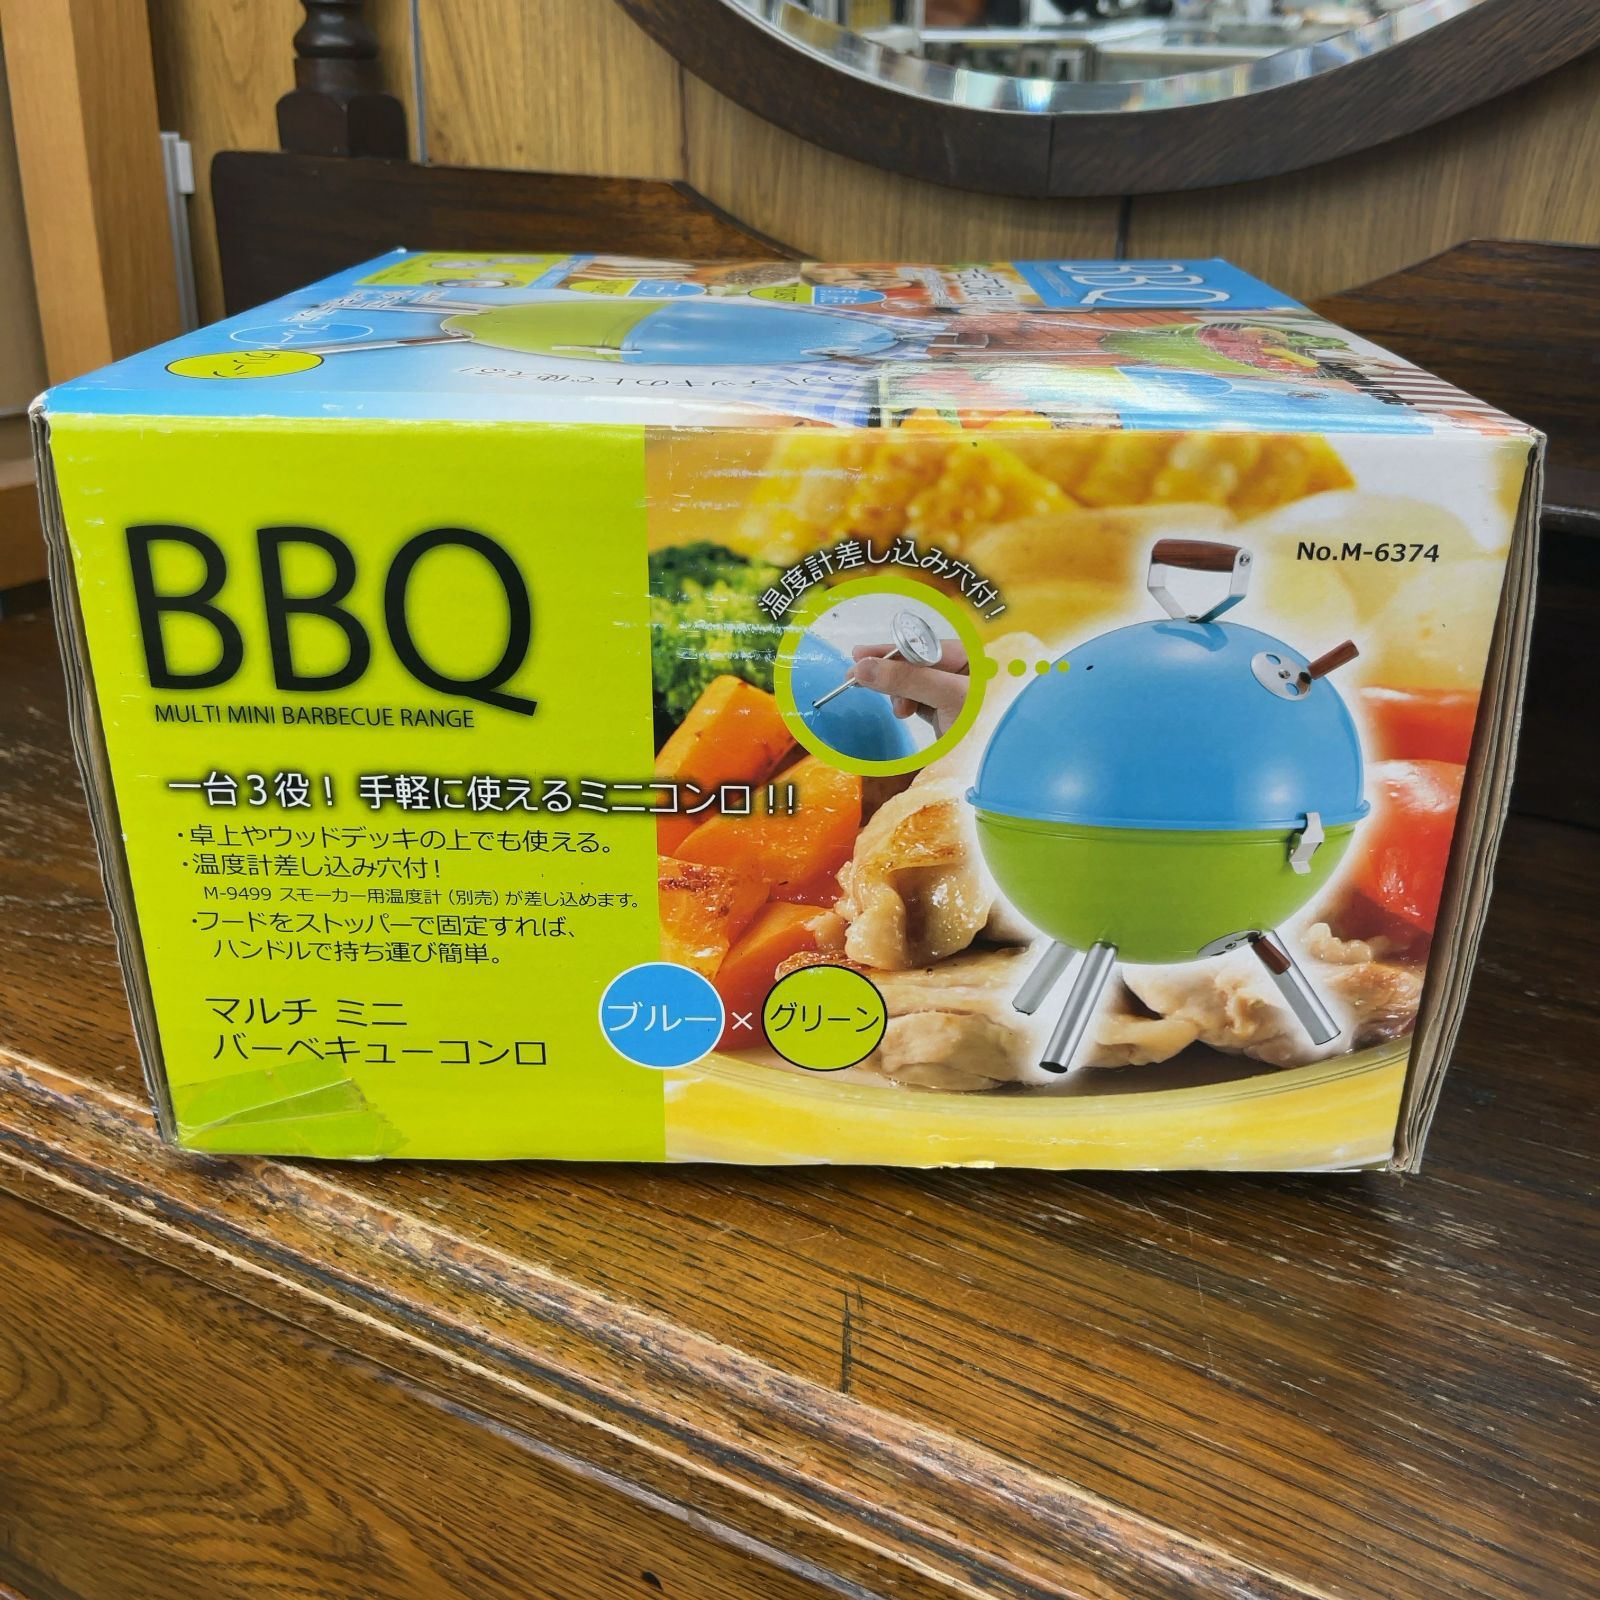 BBQ
BBQ
MULTI MINI BARBECUE RANGE
一台3役！ 手軽に使えるミニコンロ!!
・卓上やウッドデッキの上でも使える。
・温度計差し込み穴付！
M-9499 スモーカー用温度計（別売）が差し込めます。
・フードをストッパーで固定すれば、
ハンドルで持ち運び簡単。
マルチ ミニ
バーベキューコンロ
ブルー × グリーン
温度計差し込み穴付！
No.M-6374